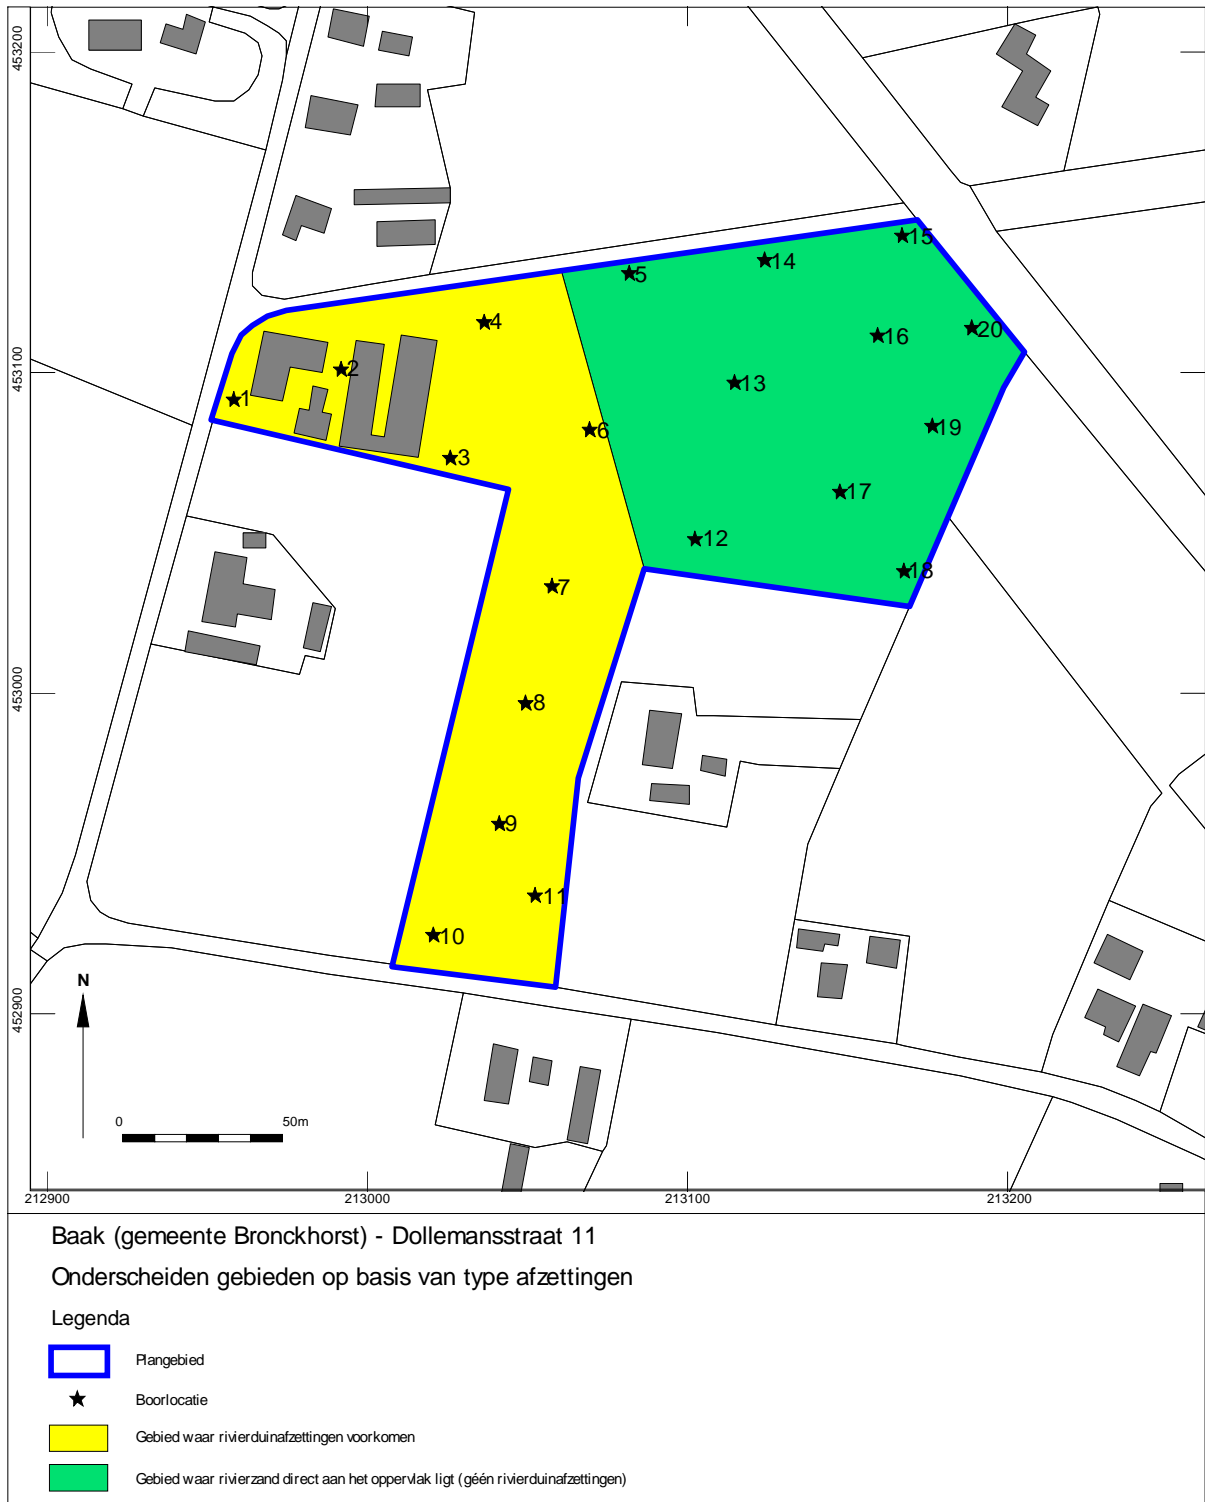 453200
15
14
5
20
4
16
453100
2
13
1
19
6
3
17
12
18
7
453000
8
9
11
10
N
452900
0 50m
212900 213000 213100 213200
Baak (gemeente Bronckhorst) - Dollemansstraat 11
Onderscheiden gebieden op basis van type afzettingen
Legenda
Plangebied
Boorlocatie
Gebied waar rivierduinafzettingen voorkomen
Gebied waar rivierzand direct aan het oppervlak ligt (géén rivierduinafzettingen)